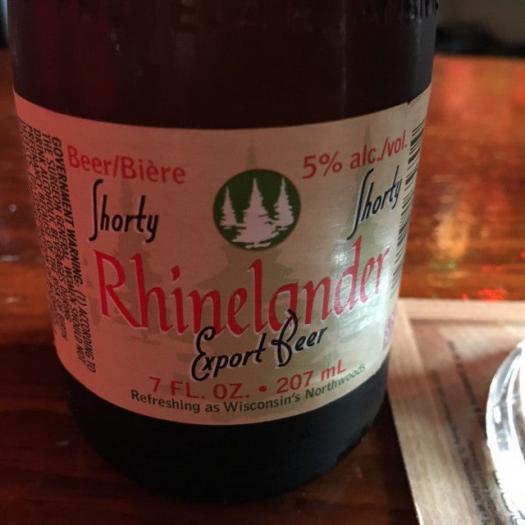 Beer/Bière
5% alc./vol.
Shorty
Shorty
Rhinelander
Export Beer
7 FL. OZ. • 207 mL
Refreshing as Wisconsin's Northwoods
GOVERNMENT WARNING: (1) ACCORDING TO